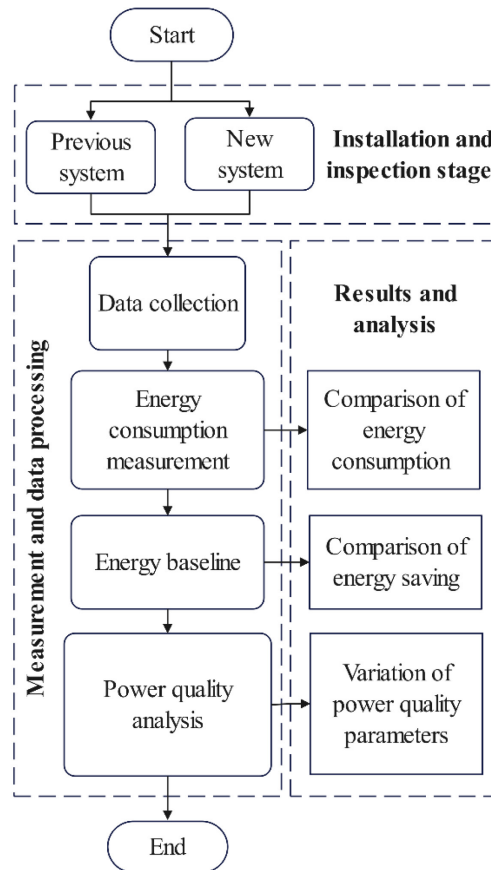 Start
Previous
system
New
system
Installation and
inspection stage
Measurement and data processing
Data collection
Results and
analysis
Energy
consumption
measurement
Comparison of
energy
consumption
Energy baseline
Comparison of
energy saving
Power quality
analysis
Variation of
power quality
parameters
End